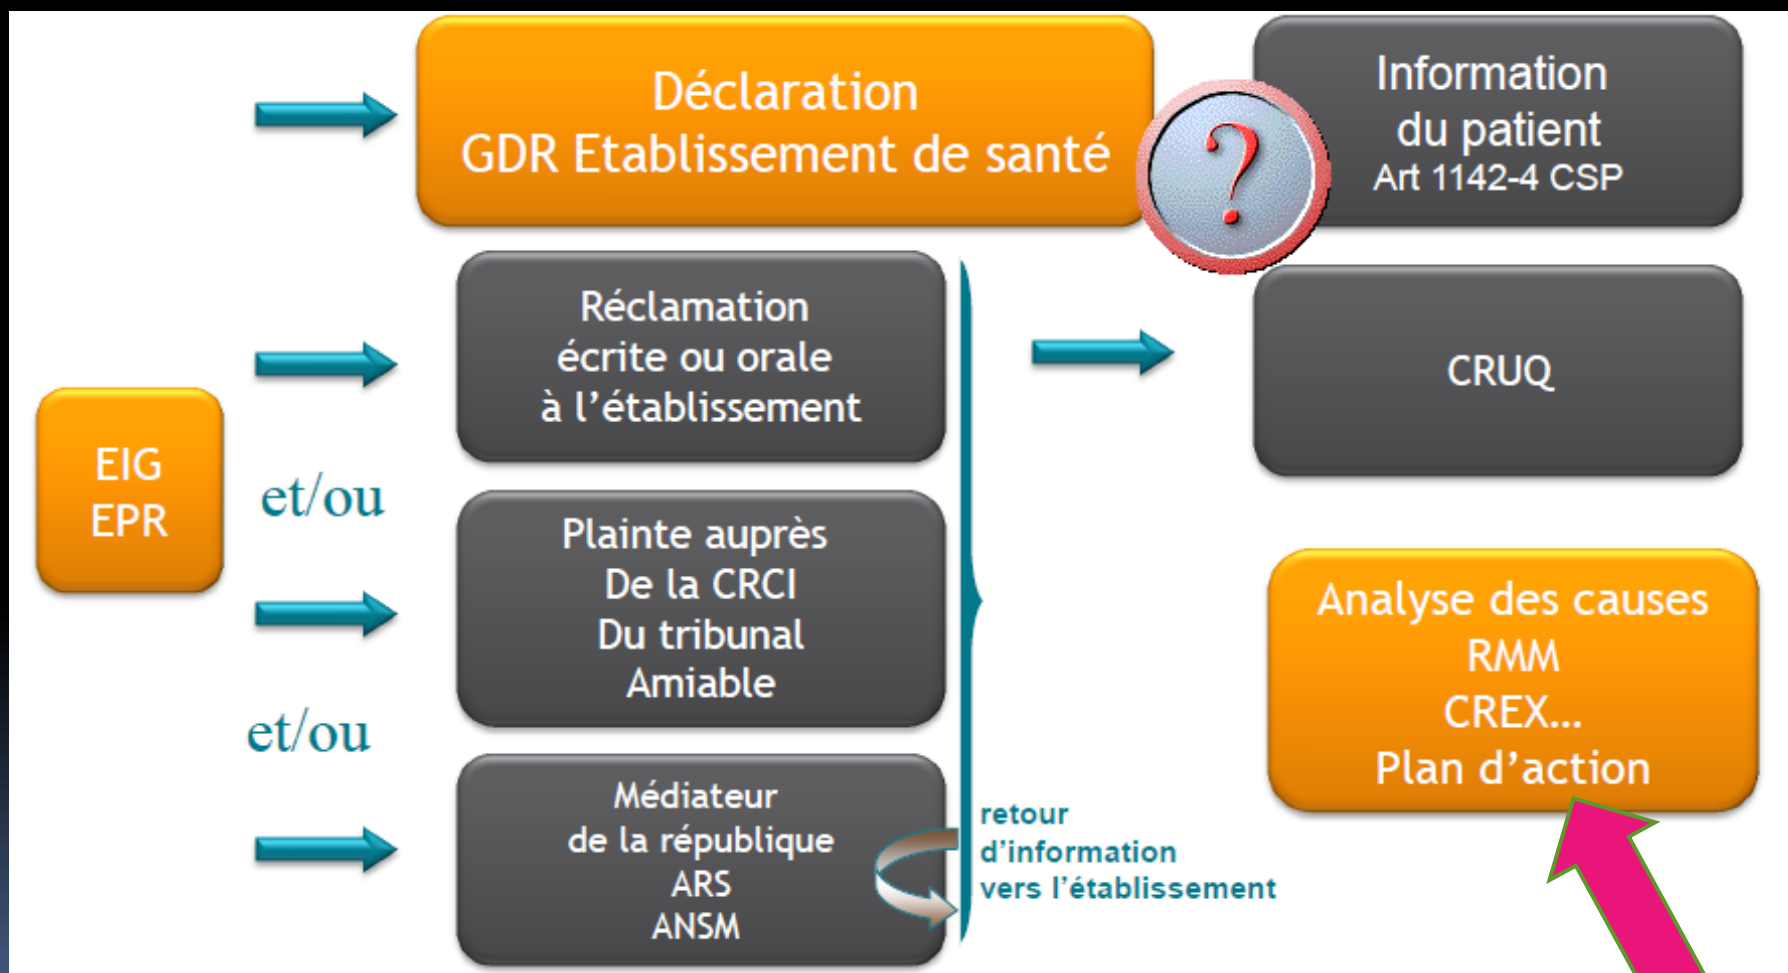 Déclaration
GDR Etablissement de santé
?
Information
du patient
Art 1142-4 CSP
Réclamation
écrite ou orale
à l’établissement
CRUQ
EIG
EPR
et/ou
Plainte auprès
De la CRCI
Du tribunal
Amiable
Analyse des causes
RMM
CREX…
Plan d’action
et/ou
Médiateur
de la république
ARS
ANSM
retour
d’information
vers l’établissement